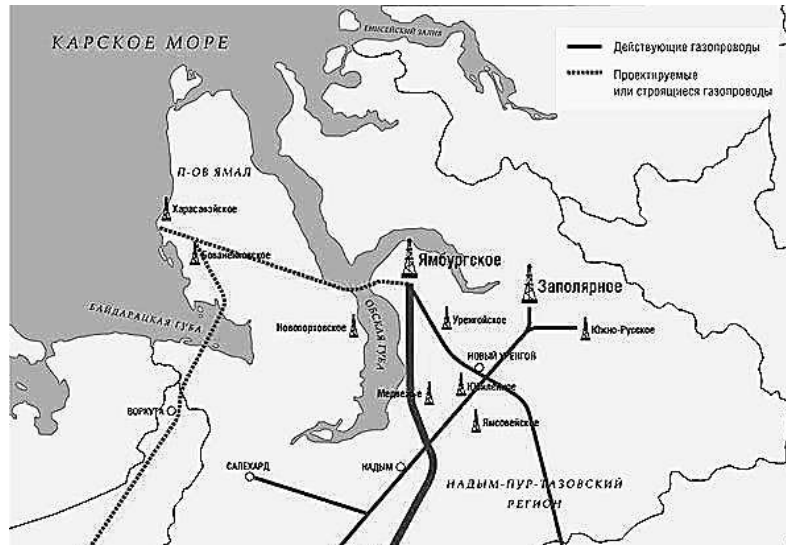 ЕНИСЕЙСКИЙ ЗАЛИВ
КАРСКОЕ МОРЕ
Действующие газопроводы
Проектируемые
или строящиеся газопроводы
П-ОВ ЯМАЛ
Харасавэйское
Бованенковское
Ямбургское
Заполярное
БАЙДАРАЦКАЯ ГУБА
Новопортовское
ОБСКАЯ ГУБА
Уренгойское
Южно-Русское
НОВЫЙ УРЕНГОЙ
Медвежье
Юбилейное
ВОРКУТА
Ямсовейское
САЛЕХАРД
НАДЫМ
НАДЫМ-ПУР-ТАЗОВСКИЙ
РЕГИОН